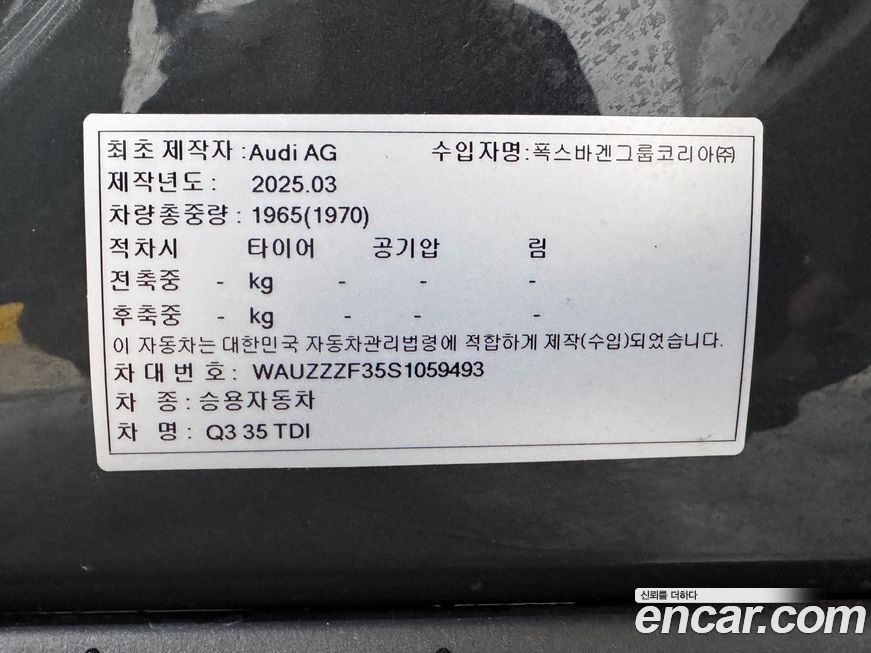 최초 제작자 : Audi AG 수입자명 : 폭스바겐그룹코리아㈜
제작년도 : 2025.03
차량총중량 : 1965(1970)
적차시 타이어 공기압 림
전축중 - kg - - -
후축중 - kg - - -
이 자동차는 대한민국 자동차관리법령에 적합하게 제작(수입)되었습니다.
차대번호 : WAUZZZF35S1059493
차 종 : 승용자동차
차 명 : Q3 35 TDI
신뢰를 더하다
encar.com